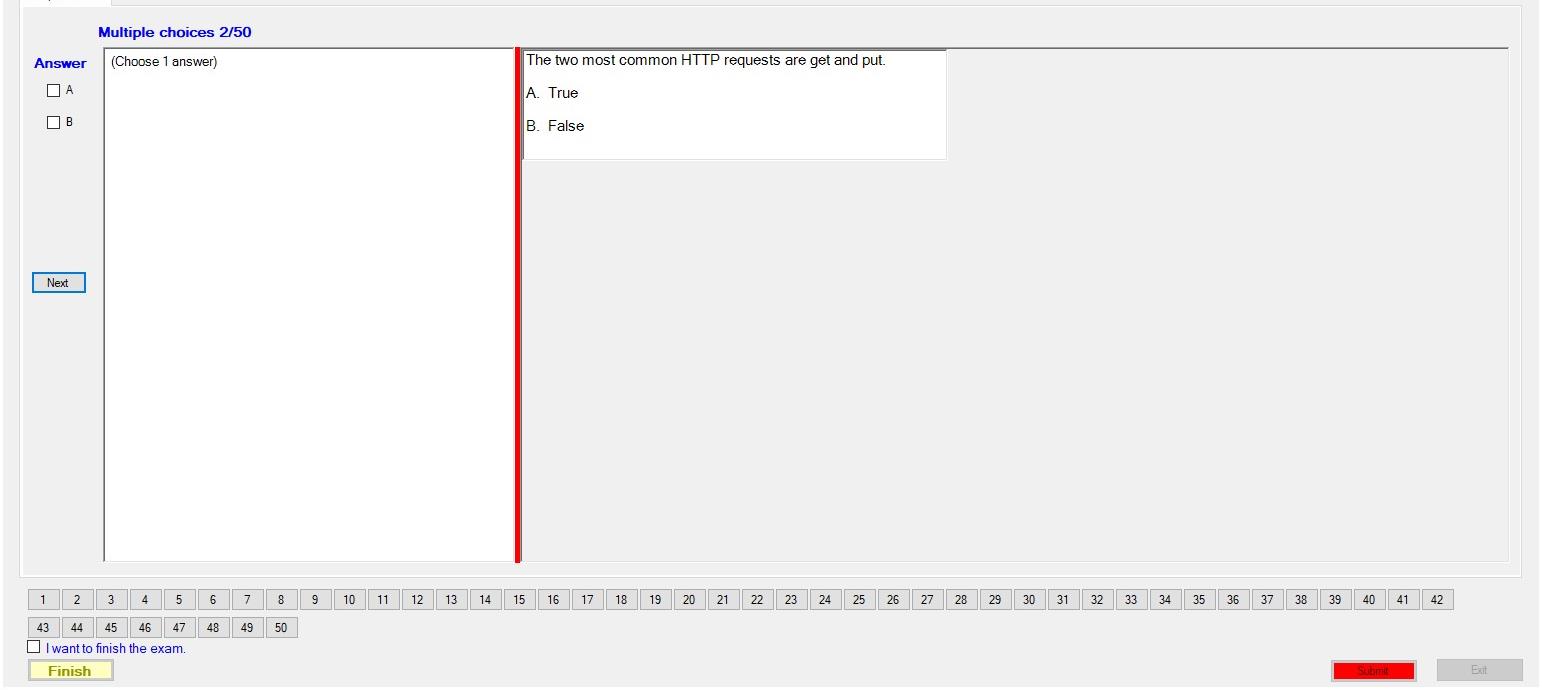 Multiple choices 2/50
Answer
(Choose 1 answer)
A
B
Next
The two most common HTTP requests are get and put.
A. True
B. False
1 2 3 4 5 6 7 8 9 10 11 12 13 14 15 16 17 18 19 20 21 22 23 24 25 26 27 28 29 30 31 32 33 34 35 36 37 38 39 40 41 42
43 44 45 46 47 48 49 50
I want to finish the exam.
Finish
Submit
Exit